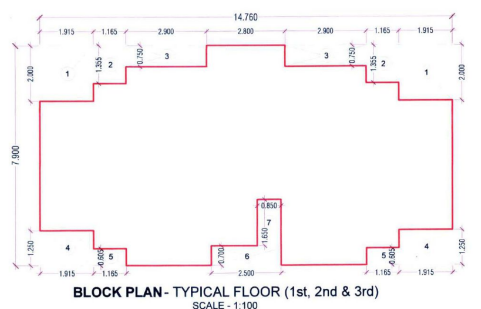 14.760
1.915 1.165 2.900 2.800 2.900 1.165 1.915
2.000 1 2 1.355 0.750 3 3 0.750 1.355 2 1 2.000
7.900
0.850
7
1.650
1.250 4 0.605 5 0.700 6 5 0.605 4 1.250
1.915 1.165 2.500 1.165 1.915
BLOCK PLAN - TYPICAL FLOOR (1st, 2nd & 3rd)
SCALE - 1:100